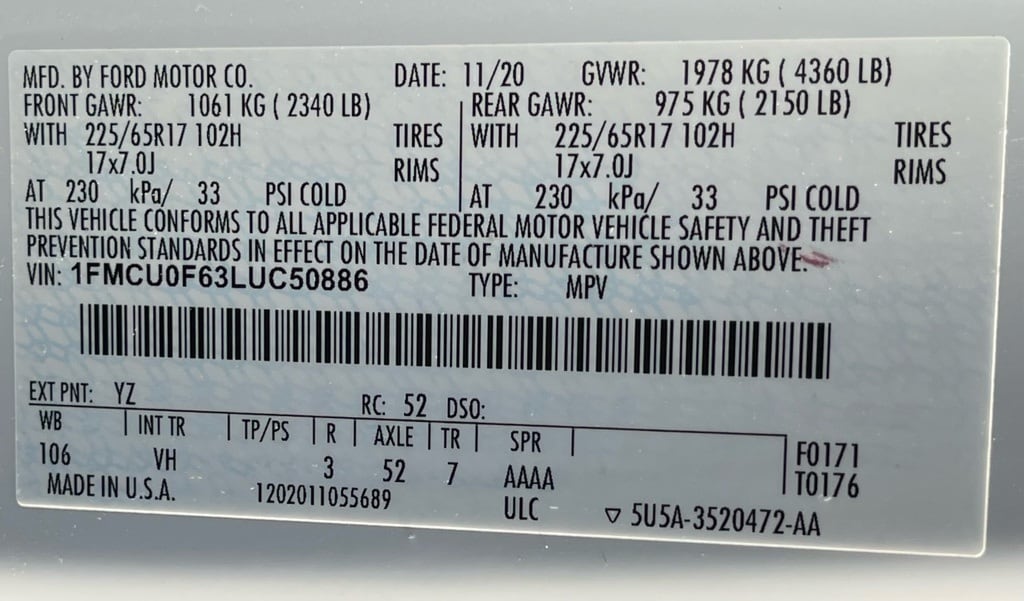 MFD. BY FORD MOTOR CO. DATE: 11/20 GVWR: 1978 KG ( 4360 LB)
FRONT GAWR: 1061 KG ( 2340 LB) REAR GAWR: 975 KG ( 2150 LB)
WITH 225/65R17 102H TIRES WITH 225/65R17 102H TIRES
17x7.0J RIMS 17x7.0J RIMS
AT 230 kPa/ 33 PSI COLD AT 230 kPa/ 33 PSI COLD
THIS VEHICLE CONFORMS TO ALL APPLICABLE FEDERAL MOTOR VEHICLE SAFETY AND THEFT
PREVENTION STANDARDS IN EFFECT ON THE DATE OF MANUFACTURE SHOWN ABOVE.
VIN: 1FMCU0F63LUC50886 TYPE: MPV
EXT PNT: YZ RC: 52 DSO:
WB INT TR TP/PS R AXLE TR SPR
106 VH 3 52 7 AAAA F0171
T0176
MADE IN U.S.A. 1202011055689 ULC ▽ 5U5A-3520472-AA